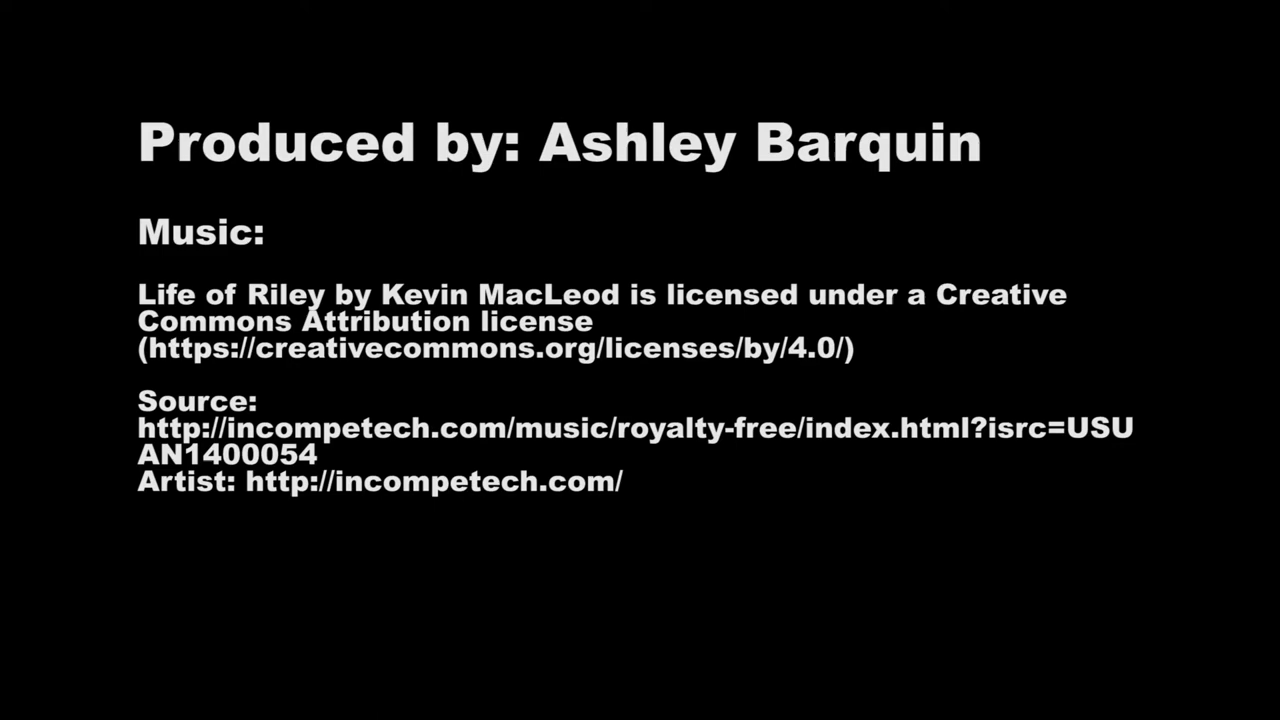 Produced by: Ashley Barquin
Music:
Life of Riley by Kevin MacLeod is licensed under a Creative
Commons Attribution license
(https://creativecommons.org/licenses/by/4.0/)
Source:
http://incompetech.com/music/royalty-free/index.html?isrc=USU
AN1400054
Artist: http://incompetech.com/